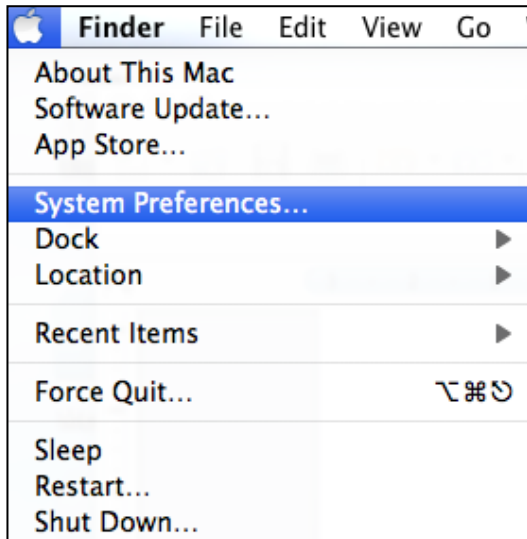 Finder File Edit View Go
About This Mac
Software Update...
App Store...
System Preferences...
Dock
Location
Recent Items
Force Quit... ⌥⌘⎋
Sleep
Restart...
Shut Down...